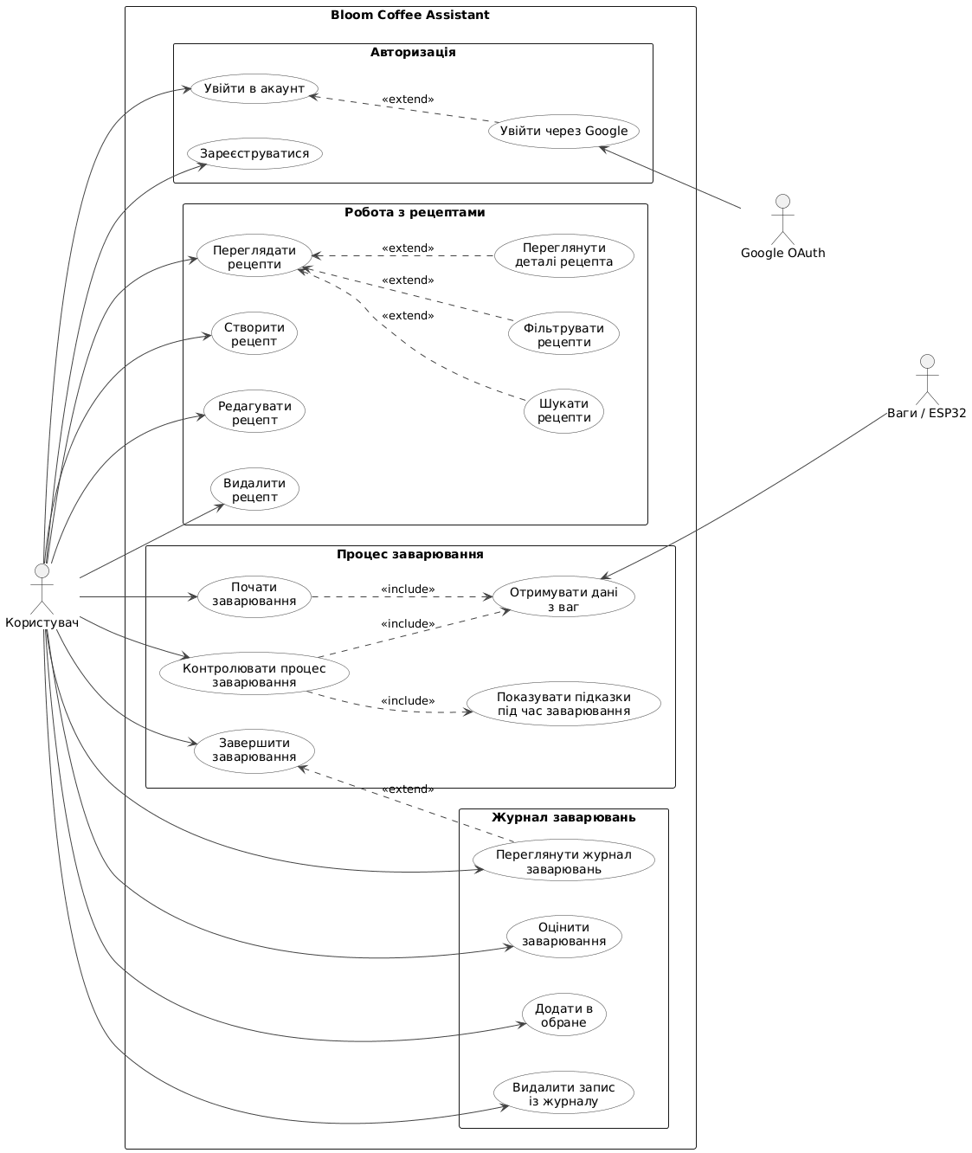 Bloom Coffee Assistant
Авторизація
Увійти в акаунт
«extend»
Увійти через Google
Зареєструватися
Google OAuth
Робота з рецептами
Переглядати
рецепти
«extend»
Переглянути
деталі рецепта
«extend»
Фільтрувати
рецепти
«extend»
Шукати
рецепти
Створити
рецепт
Редагувати
рецепт
Видалити
рецепт
Ваги / ESP32
Користувач
Процес заварювання
Почати
заварювання
«include»
Отримувати дані
з ваг
«include»
Контролювати процес
заварювання
«include»
Показувати підказки
під час заварювання
Завершити
заварювання
«extend»
Журнал заварювань
Переглянути журнал
заварювань
Оцінити
заварювання
Додати в
обране
Видалити запис
із журналу